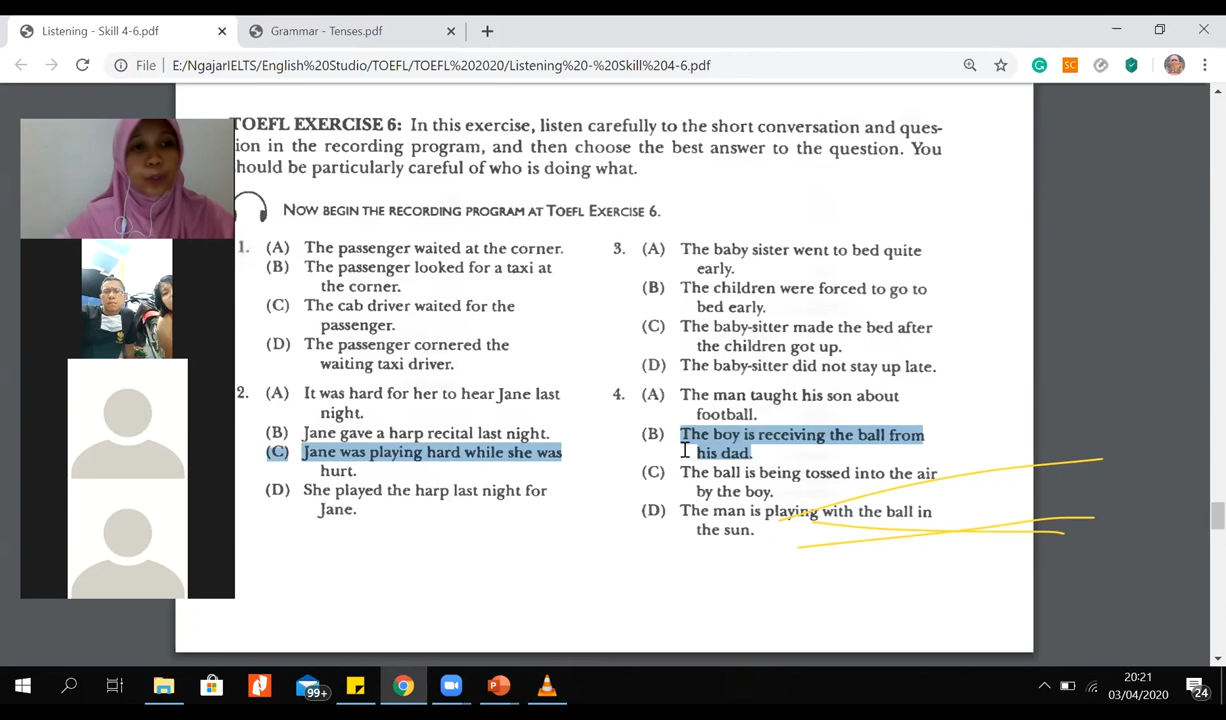 Listening - Skill 4-6.pdf
Grammar - Tenses.pdf
File
E:/NgajarIELTS/English%20Studio/TOEFL/TOEFL%202020/Listening%20-%20Skill%204-6.pdf
SC
TOEFL EXERCISE 6: In this exercise, listen carefully to the short conversation and ques-
ion in the recording program, and then choose the best answer to the question. You
hould be particularly careful of who is doing what.
NOW BEGIN THE RECORDING PROGRAM AT TOEFL EXERCISE 6.
1. (A) The passenger waited at the corner.
(B) The passenger looked for a taxi at
the corner.
(C) The cab driver waited for the
passenger.
(D) The passenger cornered the
waiting taxi driver.
2. (A) It was hard for her to hear Jane last
night.
(B) Jane gave a harp recital last night.
(C) Jane was playing hard while she was
hurt.
(D) She played the harp last night for
Jane.
3. (A) The baby sister went to bed quite
early.
(B) The children were forced to go to
bed early.
(C) The baby-sitter made the bed after
the children got up.
(D) The baby-sitter did not stay up late.
4. (A) The man taught his son about
football.
(B) The boy is receiving the ball from
his dad.
(C) The ball is being tossed into the air
by the boy.
(D) The man is playing with the ball in
the sun.
99+
20:21
03/04/2020
24